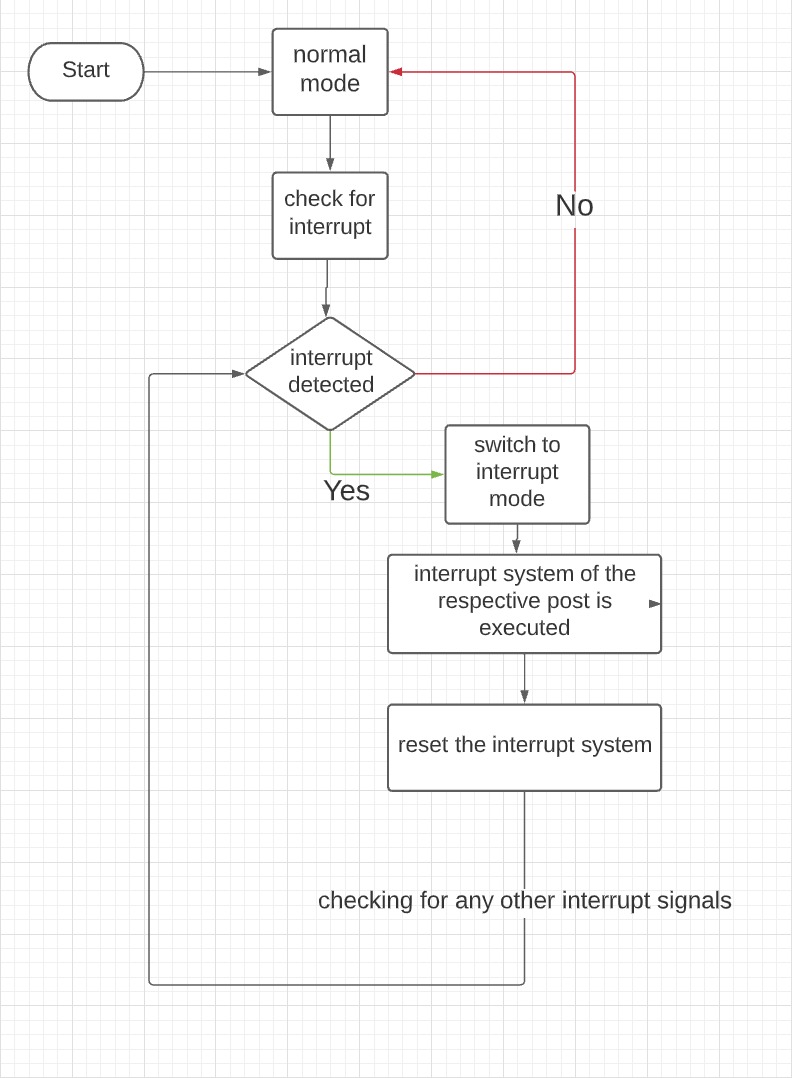 Start
normal
mode
check for
interrupt
No
interrupt
detected
switch to
interrupt
mode
Yes
interrupt system of the
respective post is
executed
reset the interrupt system
checking for any other interrupt signals